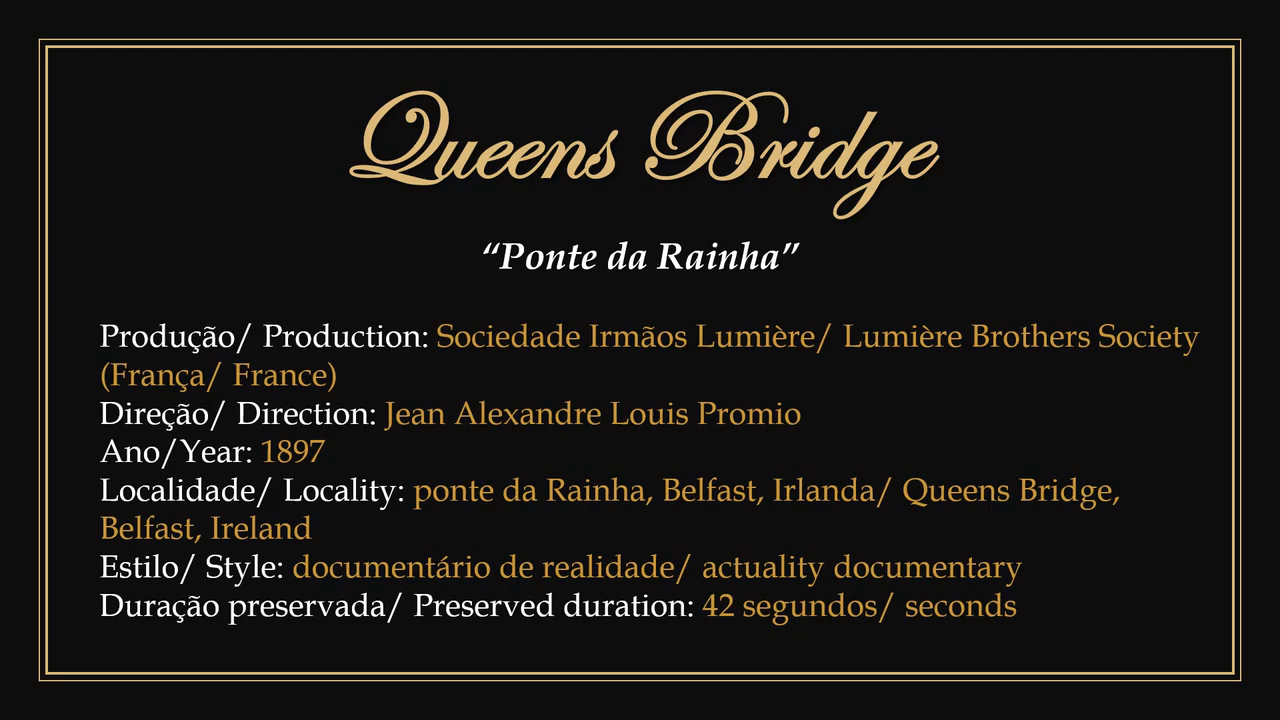 Queens Bridge
“Ponte da Rainha”
Produção/ Production: Sociedade Irmãos Lumière/ Lumière Brothers Society
(França/ France)
Direção/ Direction: Jean Alexandre Louis Promio
Ano/Year: 1897
Localidade/ Locality: ponte da Rainha, Belfast, Irlanda/ Queens Bridge,
Belfast, Ireland
Estilo/ Style: documentário de realidade/ actuality documentary
Duração preservada/ Preserved duration: 42 segundos/ seconds